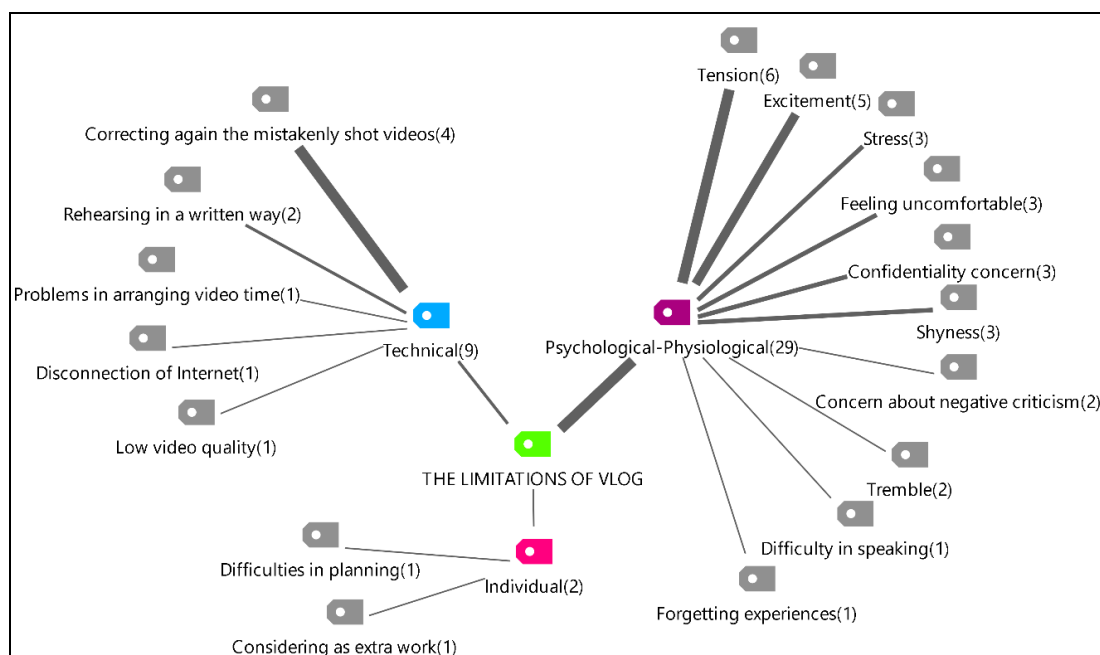 Tension(6)
Excitement(5)
Correcting again the mistakenly shot videos(4)
Stress(3)
Rehearsing in a written way(2)
Feeling uncomfortable(3)
Confidentiality concern(3)
Problems in arranging video time(1)
Shyness(3)
Technical(9)
Psychological-Physiological(29)
Disconnection of Internet(1)
Concern about negative criticism(2)
Low video quality(1)
THE LIMITATIONS OF VLOG
Tremble(2)
Difficulty in speaking(1)
Difficulties in planning(1)
Individual(2)
Forgetting experiences(1)
Considering as extra work(1)